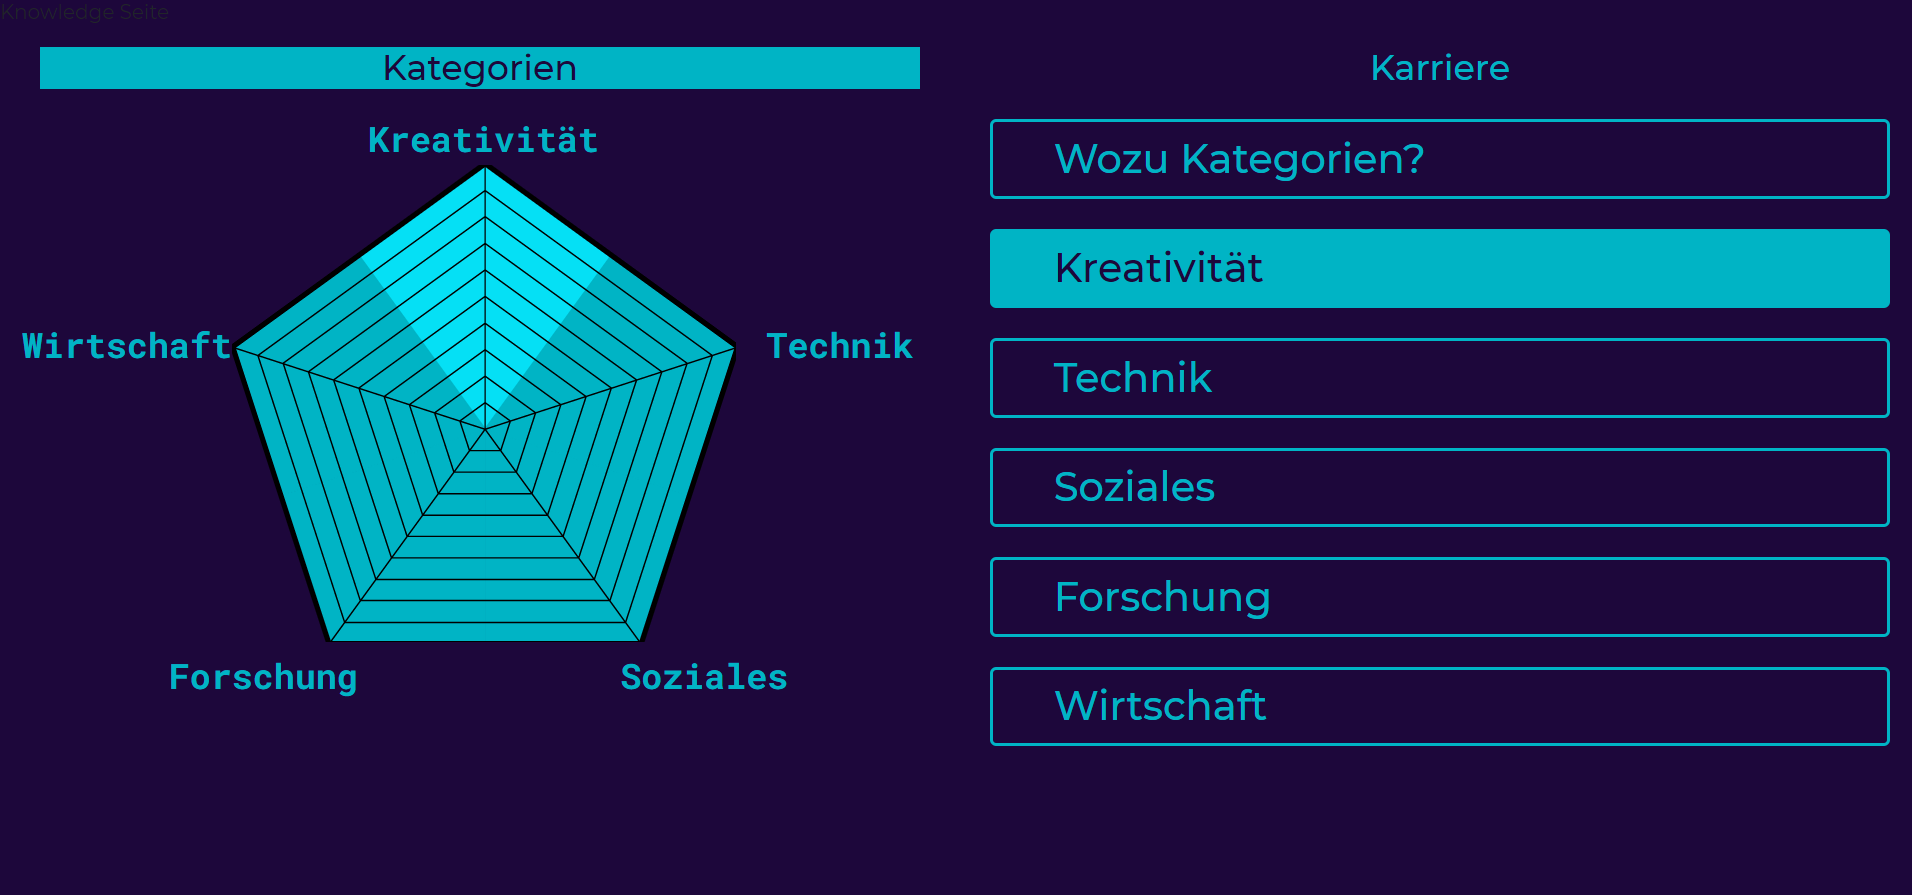 Knowledge Seite
Kategorien
Karriere
Kreativität
Wirtschaft
Technik
Forschung
Soziales
Wozu Kategorien?
Kreativität
Technik
Soziales
Forschung
Wirtschaft